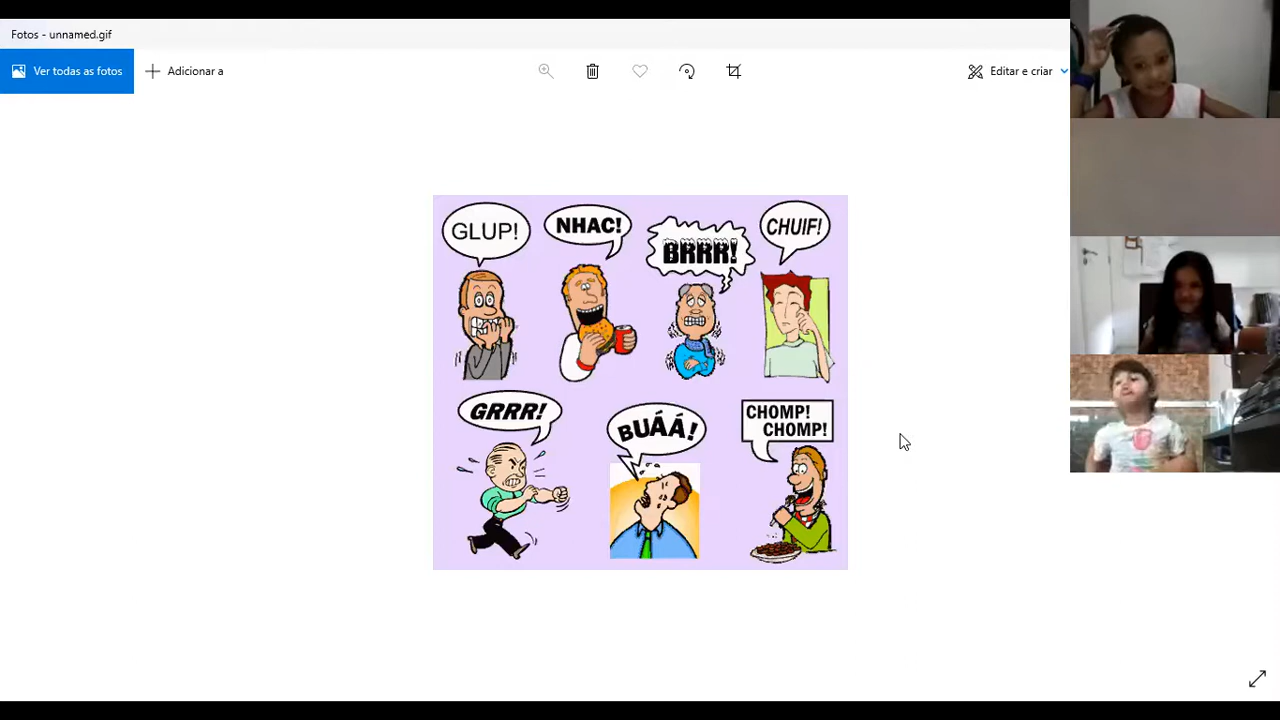 Fotos - unnamed.gif
Ver todas as fotos
Adicionar a
Editar e criar
GLUP!
NHAC!
BRRR!
CHUIF!
GRRR!
BUÁÁ!
CHOMP!
CHOMP!